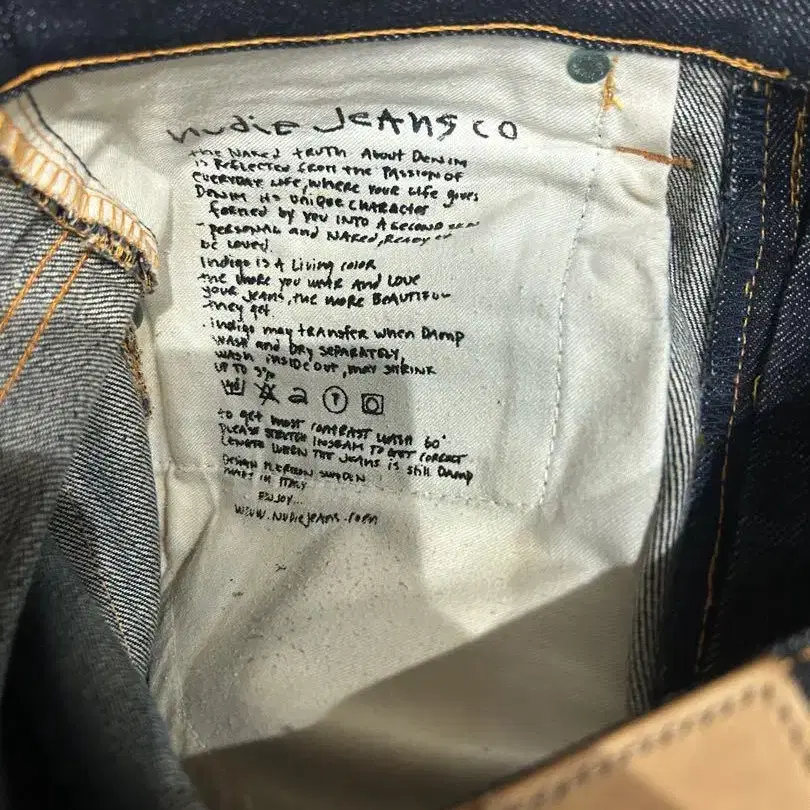 nudie JEANS CO
the NAKed truth About DeNiM
is ReFLected from the PASSioN OF
everyday Life, where your Life gives
DeNiM its uNiQue CHARACter
formed by you INTO A Second
- personAL and NAKed, Ready
be Loved.
Indigo is A Living color
the More you weAR And Love
your jeans, the MoRe BeAutiFuL
they get
. indigo may transfer when DAmp
WASH and Dry SepARATeLy,
WASH iNSide out, may SHRiNK
UP TO
to get most CONTRAST WASH 60°
PLeASe StRetcH iNSeAM TO Get CORRect
LeNGTH WHeN THe JeANS is still DAmp
DeSiGN SWeDeN
MADe iN iTALy
ENJOY...
WWW.NudiejeANS.com